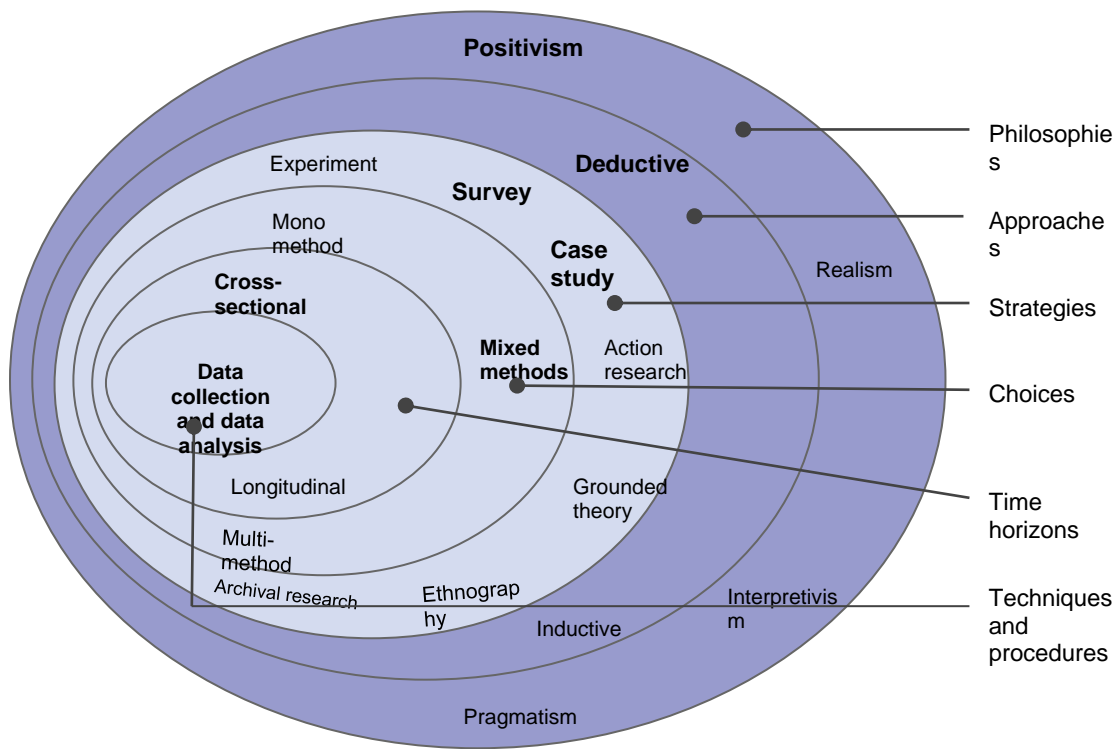 Positivism
Philosophie
s
Deductive
Experiment
Survey
Approache
s
Mono
method
Case
study
Realism
Cross-
sectional
Strategies
Mixed
methods
Action
research
Choices
Data
collection
and data
analysis
Longitudinal
Grounded
theory
Time
horizons
Multi-
method
Archival research
Ethnogra
phy
Interpretivis
m
Inductive
Techniques
and
procedures
Pragmatism